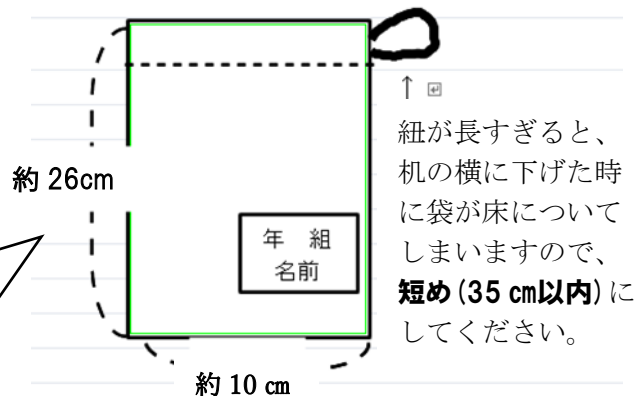 約 26cm
年　組
名前
約 10 ㎝
↑
紐が長すぎると、
机の横に下げた時
に袋が床について
しまいますので、
短め(35 ㎝以内)に
してください。